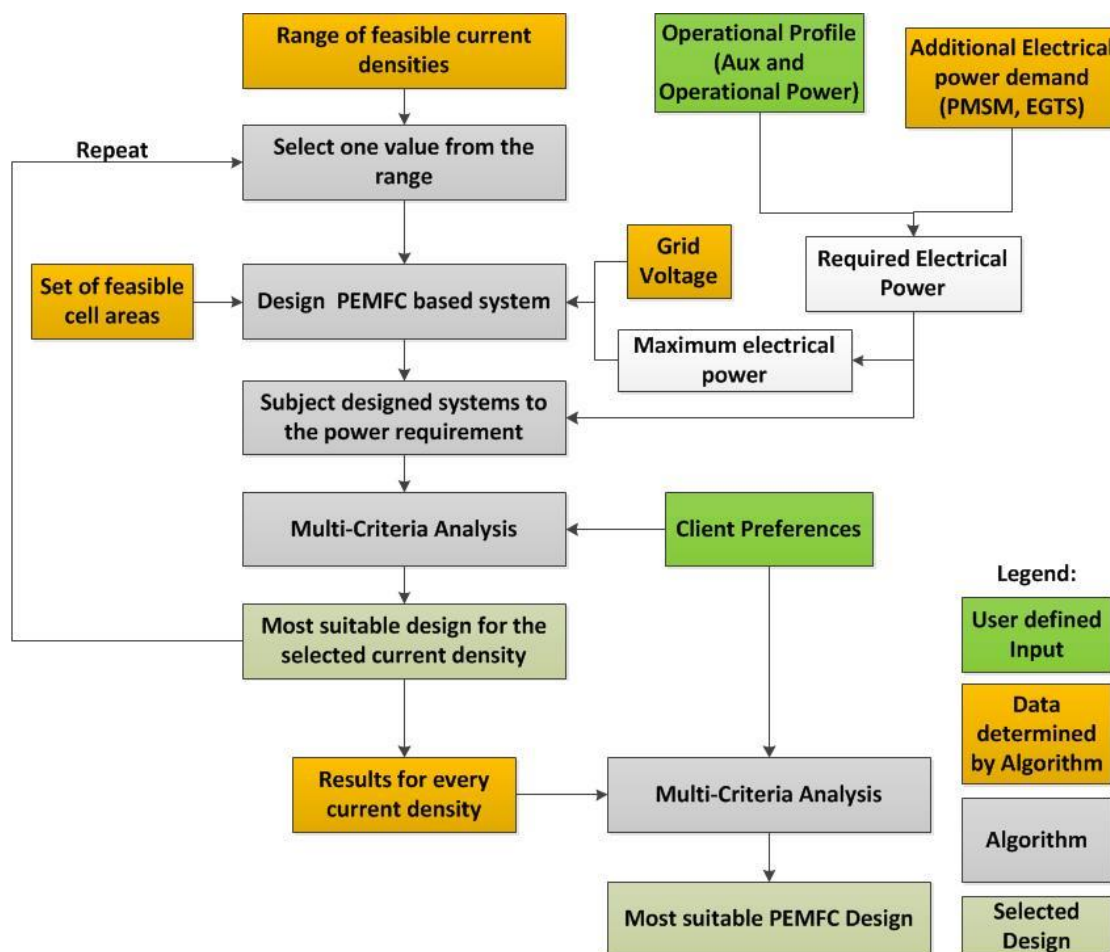 Range of feasible current
densities
Operational Profile
(Aux and
Operational Power)
Additional Electrical
power demand
(PMSM, EGTS)
Repeat
Select one value from the
range
Grid
Voltage
Required Electrical
Power
Set of feasible
cell areas
Design PEMFC based system
Maximum electrical
power
Subject designed systems to
the power requirement
Multi-Criteria Analysis
Client Preferences
Most suitable design for the
selected current density
Results for every
current density
Multi-Criteria Analysis
Most suitable PEMFC Design
Legend:
User defined
Input
Data
determined
by Algorithm
Algorithm
Selected
Design